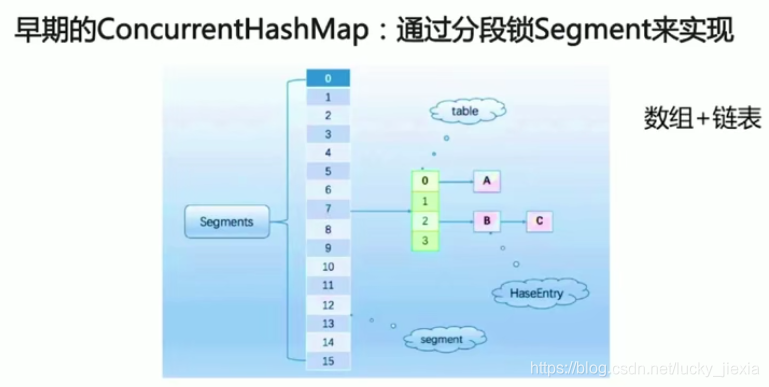 早期的ConcurrentHashMap：通过分段锁Segment来实现
数组+链表
table
Segments
0
1
2
3
4
5
6
7
8
9
10
11
12
13
14
15
0
1
2
3
A
B
C
HaseEntry
segment
https://blog.csdn.net/lucky_jiexia